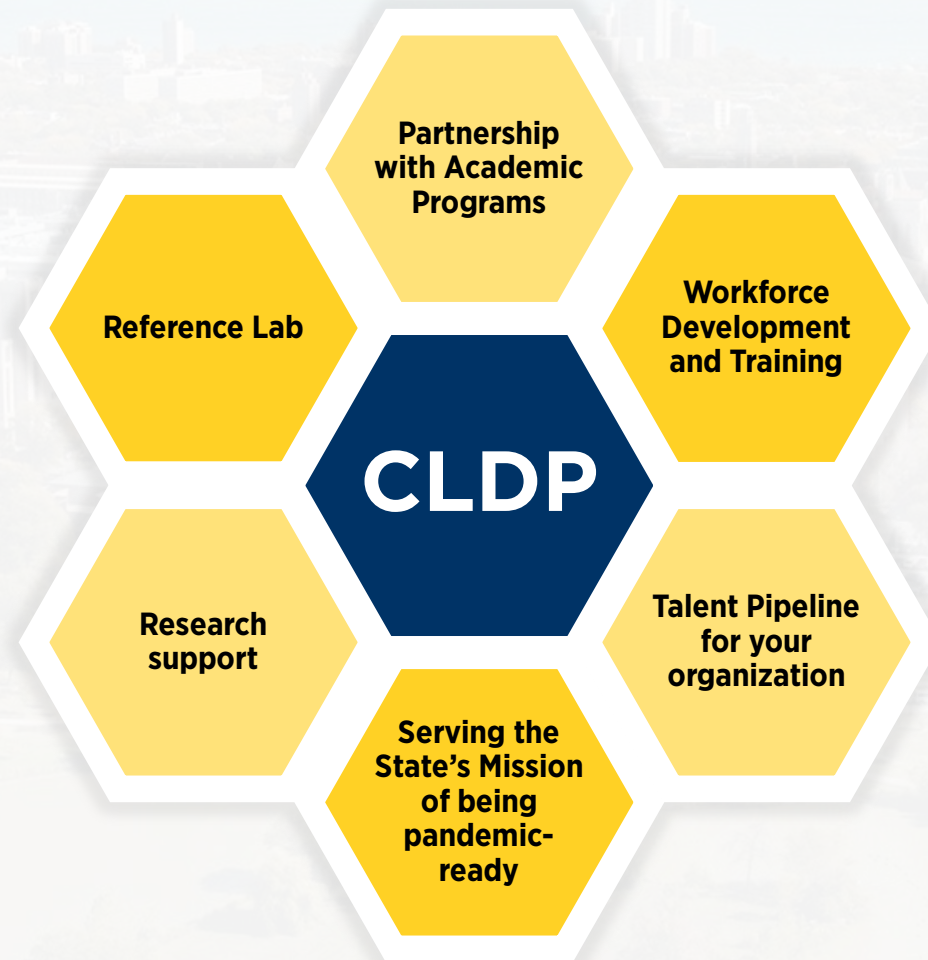 Partnership
with Academic
Programs
Workforce
Development
and Training
Reference Lab
CLDP
Talent Pipeline
for your
organization
Research
support
Serving the
State’s Mission
of being
pandemic-
ready